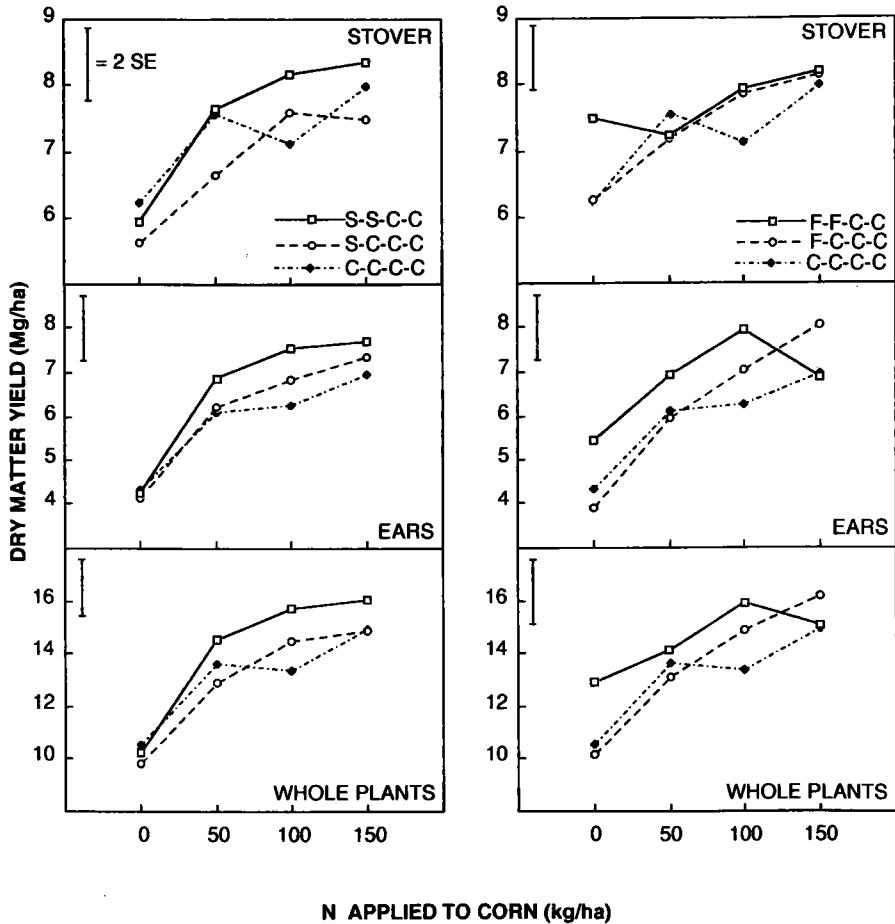 9
8
7
6
= 2 SE
STOVER
S-S-C-C
S-C-C-C
C-C-C-C
9
8
7
6
STOVER
F-F-C-C
F-C-C-C
C-C-C-C
DRY MATTER YIELD (Mg/ha)
8
7
6
5
4
EARS
8
7
6
5
4
EARS
16
14
12
10
WHOLE PLANTS
0 50 100 150
16
14
12
10
WHOLE PLANTS
0 50 100 150
N APPLIED TO CORN (kg/ha)